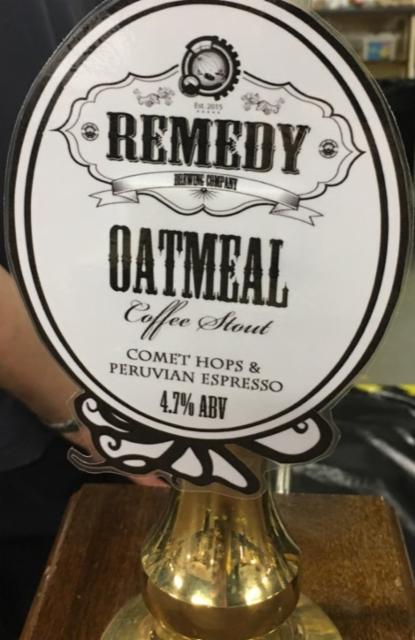 Est. 2015
REMEDY
BREWING COMPANY
OATMEAL
Coffee Stout
COMET HOPS &
PERUVIAN ESPRESSO
4.7% ABV